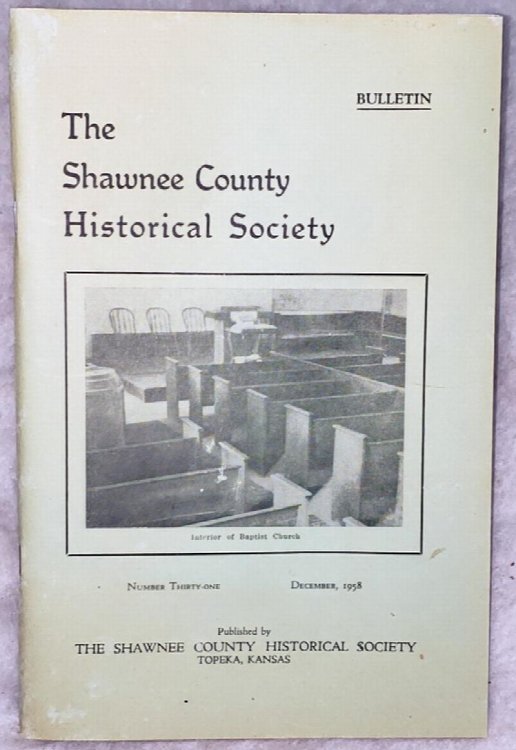 BULLETIN
The
Shawnee County
Historical Society
Interior of Baptist Church
NUMBER THIRTY-ONE
DECEMBER, 1958
Published by
THE SHAWNEE COUNTY HISTORICAL SOCIETY
TOPEKA, KANSAS